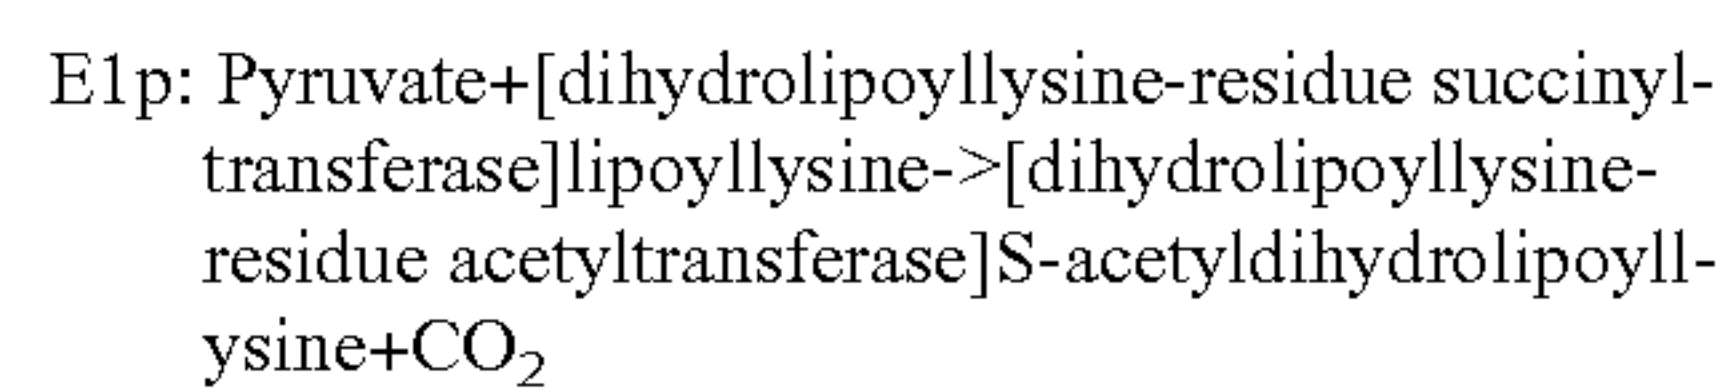 E1p: Pyruvate+[dihydrolipoyllysine-residue succinyl-
transferase]lipoyllysine->[dihydrolipoyllysine-
residue acetyltransferase]S-acetyldihydrolipoyll-
ysine+CO₂